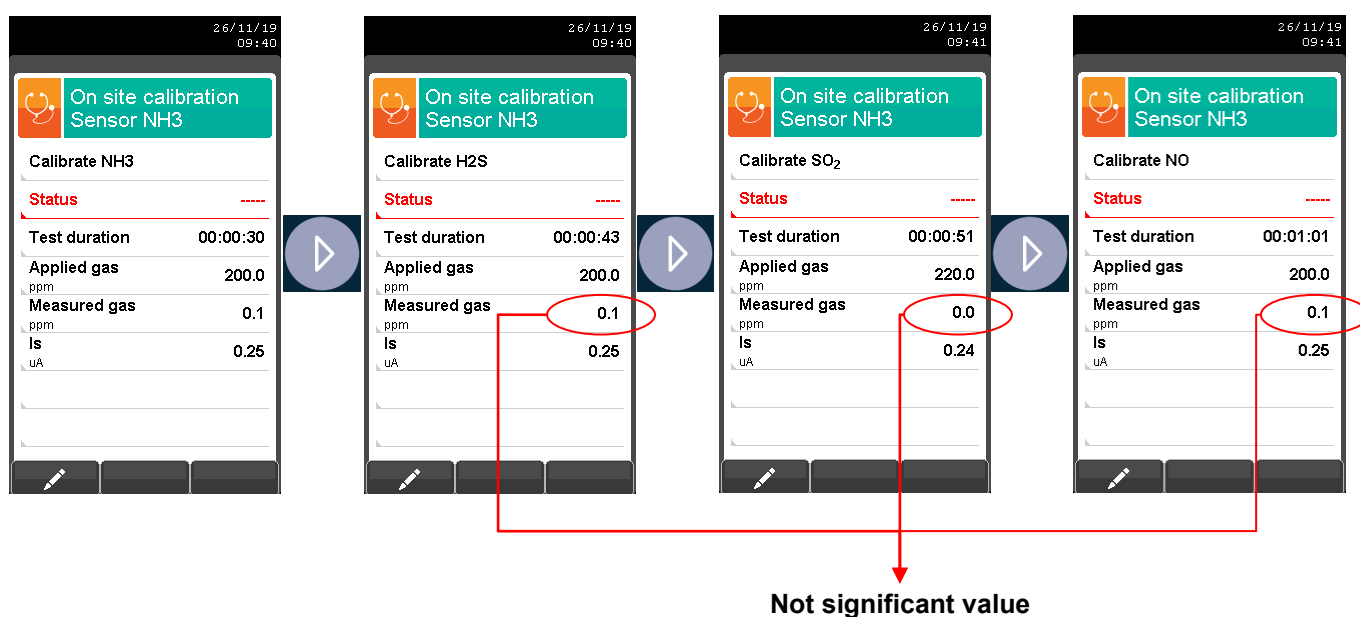 26/11/19
09:40
On site calibration
Sensor NH3
Calibrate NH3
Status -----
Test duration 00:00:30
Applied gas 200.0
ppm
Measured gas 0.1
ppm
Is 0.25
uA
26/11/19
09:40
On site calibration
Sensor NH3
Calibrate H2S
Status -----
Test duration 00:00:43
Applied gas 200.0
ppm
Measured gas 0.1
ppm
Is 0.25
uA
26/11/19
09:41
On site calibration
Sensor NH3
Calibrate SO₂
Status -----
Test duration 00:00:51
Applied gas 220.0
ppm
Measured gas 0.0
ppm
Is 0.24
uA
26/11/19
09:41
On site calibration
Sensor NH3
Calibrate NO
Status -----
Test duration 00:01:01
Applied gas 200.0
ppm
Measured gas 0.1
ppm
Is 0.25
uA
Not significant value